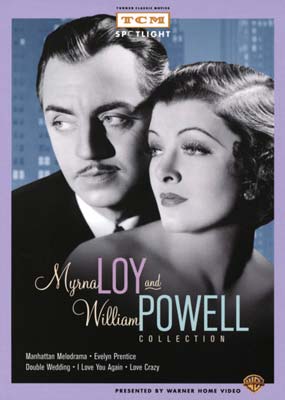 TURNER CLASSIC MOVIES
TCM
SPOTLIGHT
Myrna LOY and
William POWELL
COLLECTION
Manhattan Melodrama • Evelyn Prentice
Double Wedding • I Love You Again • Love Crazy
PRESENTED BY WARNER HOME VIDEO